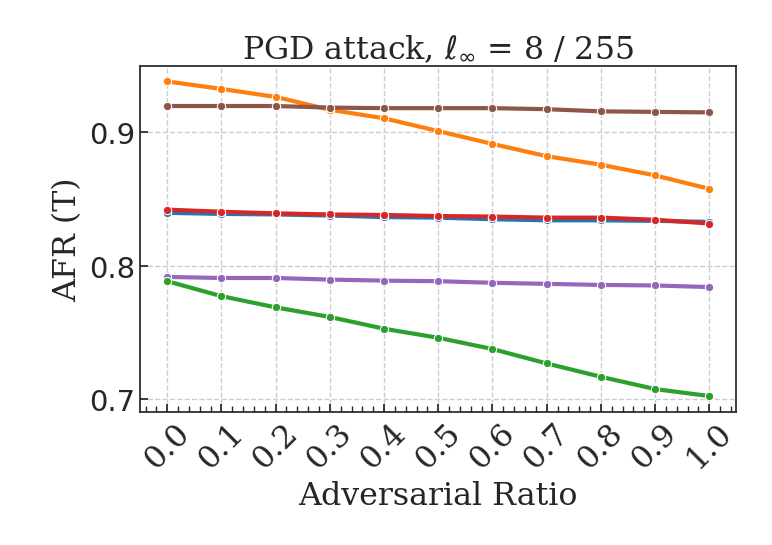 PGD attack, ℓ∞ = 8 / 255
AFR (T)
0.9
0.8
0.7
0.0 0.1 0.2 0.3 0.4 0.5 0.6 0.7 0.8 0.9 1.0
Adversarial Ratio